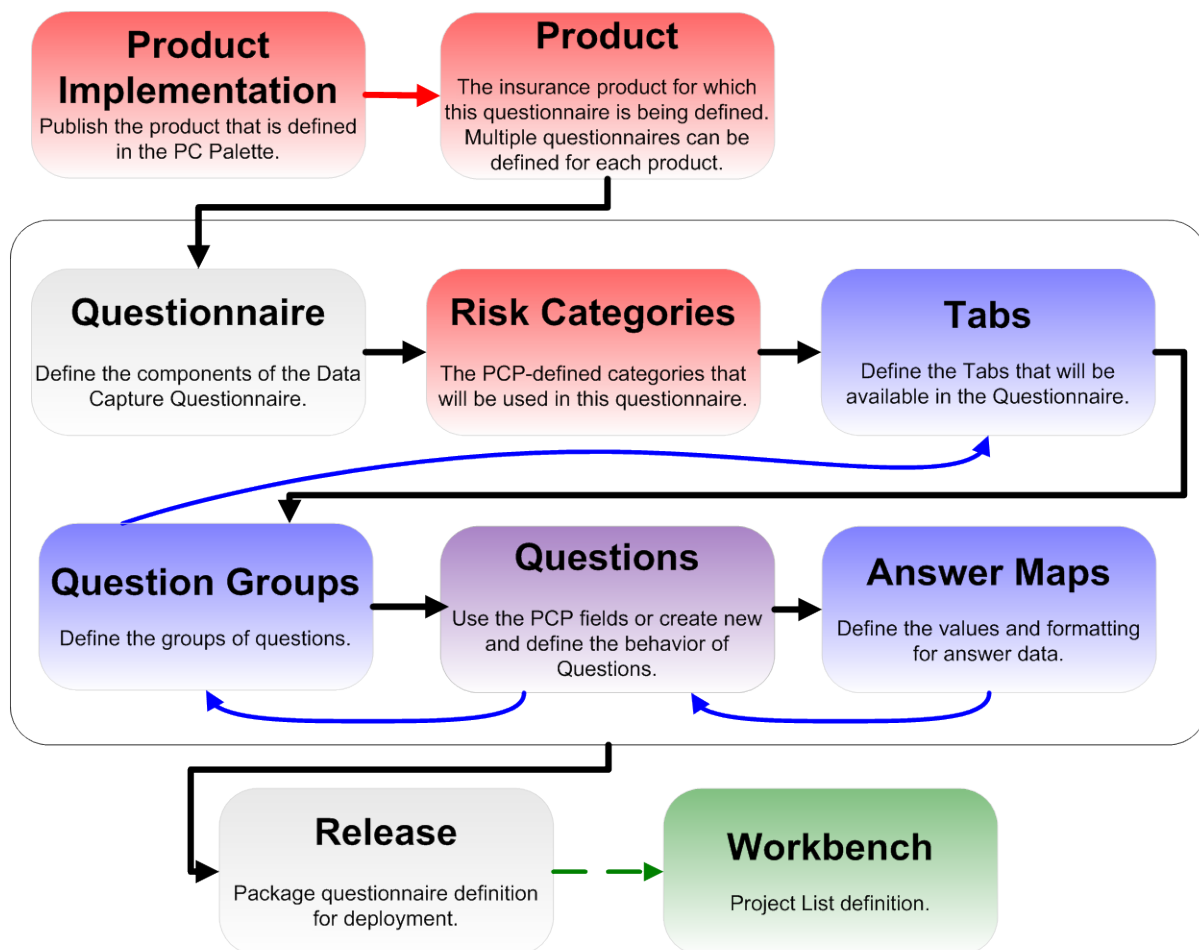 Product
Implementation
Publish the product that is defined
in the PC Palette.
Product
The insurance product for which
this questionnaire is being defined.
Multiple questionnaires can be
defined for each product.
Questionnaire
Define the components of the Data
Capture Questionnaire.
Risk Categories
The PCP-defined categories that
will be used in this questionnaire.
Tabs
Define the Tabs that will be
available in the Questionnaire.
Question Groups
Define the groups of questions.
Questions
Use the PCP fields or create new
and define the behavior of
Questions.
Answer Maps
Define the values and formatting
for answer data.
Release
Package questionnaire definition
for deployment.
Workbench
Project List definition.